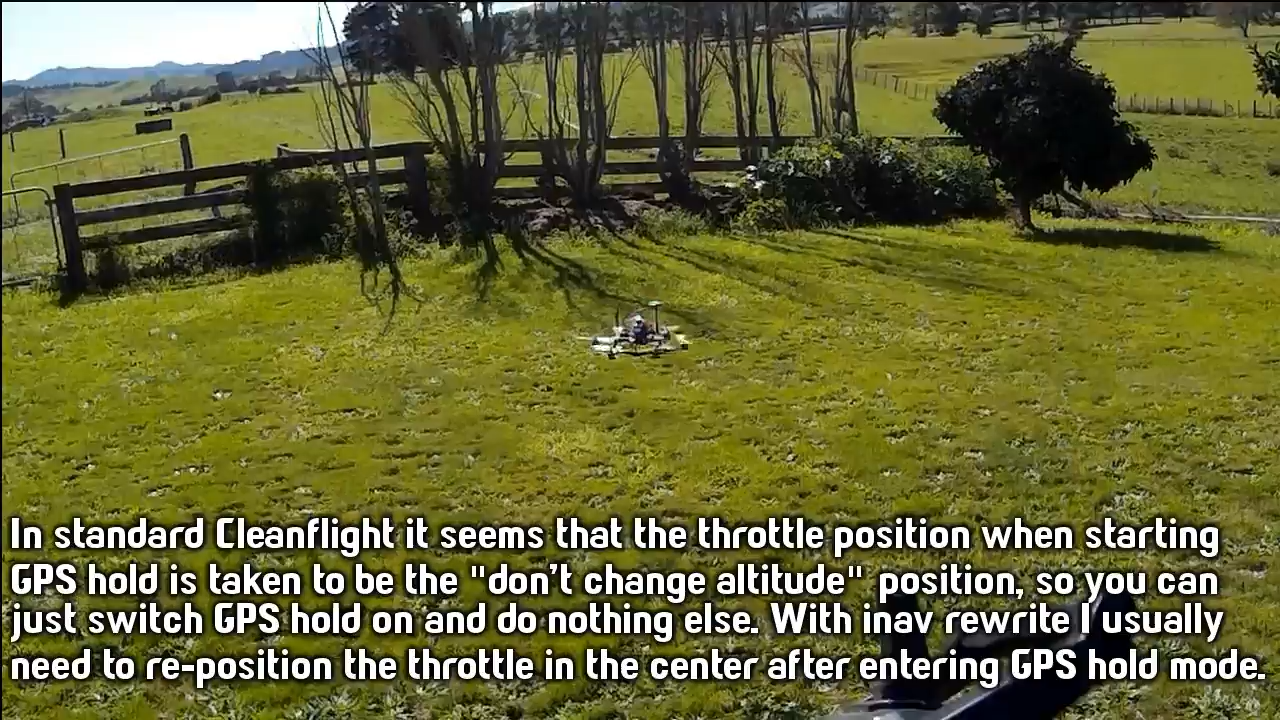 In standard Cleanflight it seems that the throttle position when starting
GPS hold is taken to be the "don't change altitude" position, so you can
just switch GPS hold on and do nothing else. With inav rewrite I usually
need to re-position the throttle in the center after entering GPS hold mode.